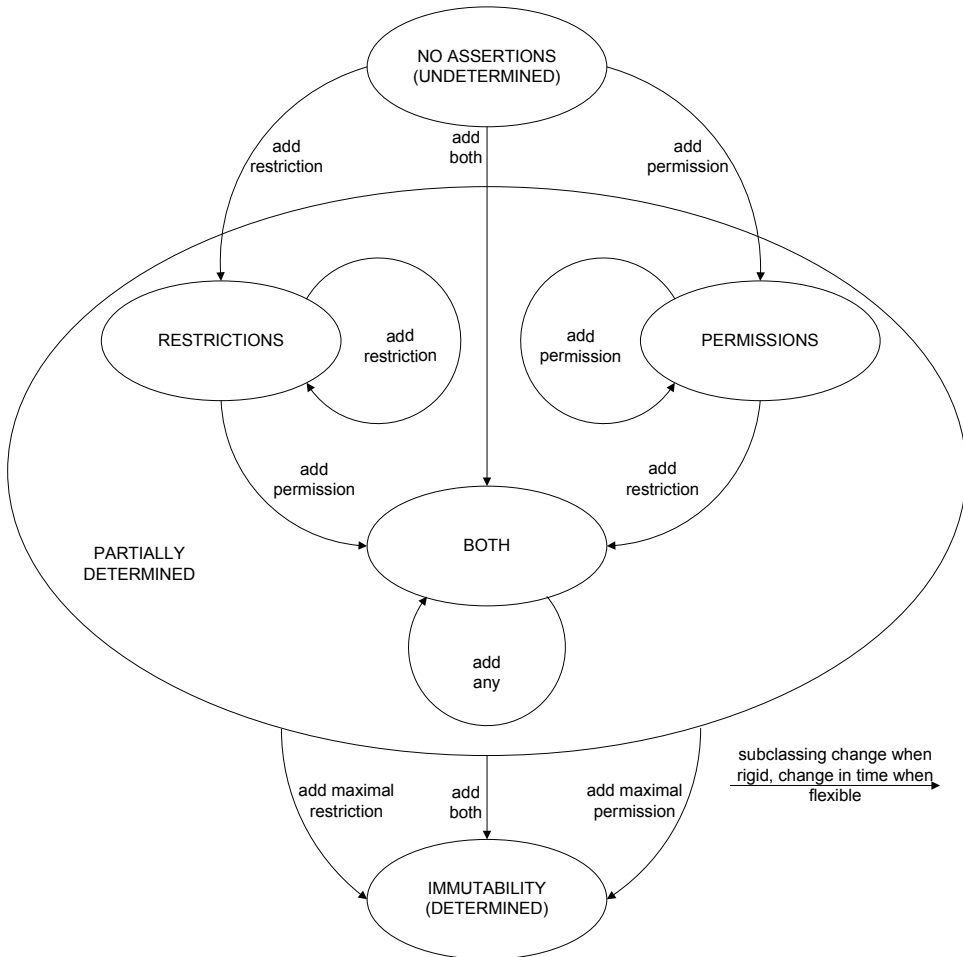 NO ASSERTIONS
(UNDETERMINED)
add
restriction
add
both
add
permission
RESTRICTIONS
add
restriction
add
permission
PERMISSIONS
add
permission
add
restriction
BOTH
PARTIALLY
DETERMINED
add
any
add maximal
restriction
add
both
add maximal
permission
subclassing change when
rigid, change in time when
flexible
IMMUTABILITY
(DETERMINED)